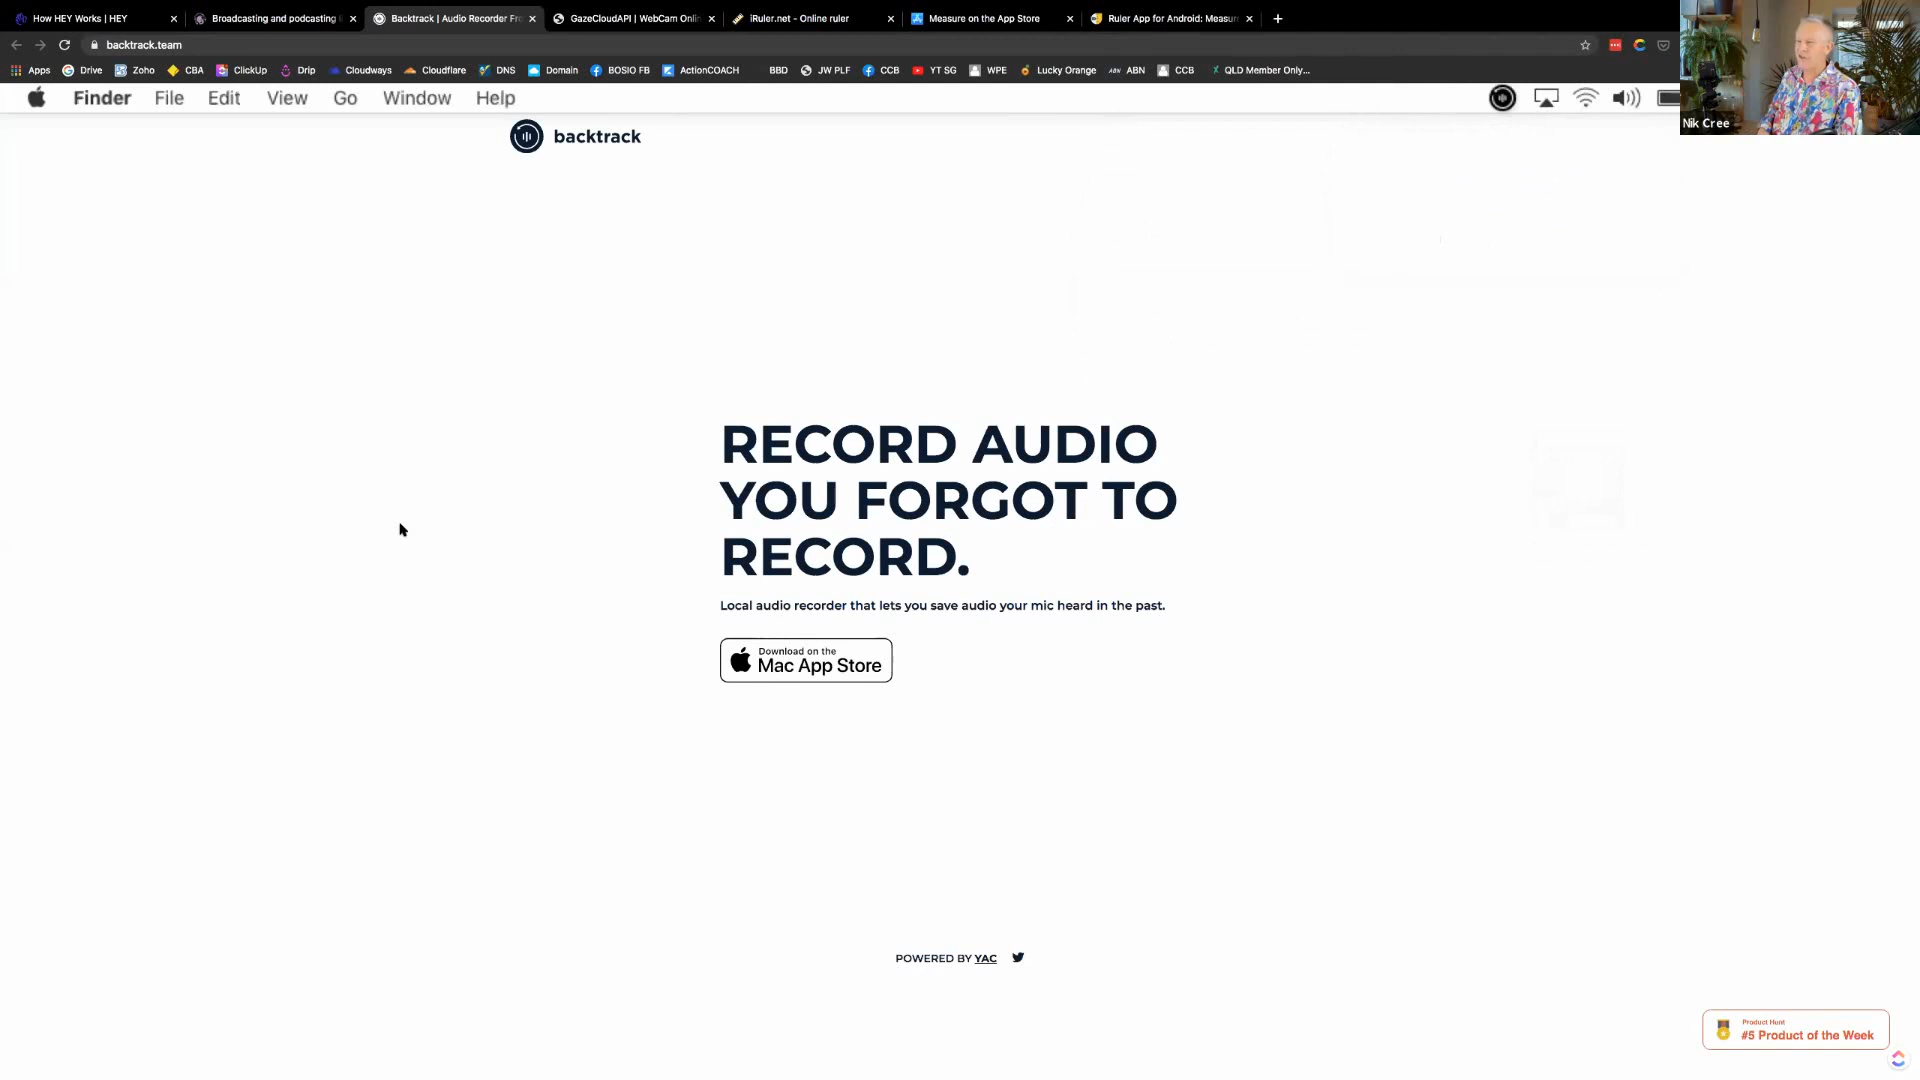 How HEY Works | HEY
Broadcasting and podcasting
Backtrack | Audio Recorder Fro
GazeCloudAPI | WebCam Onlin
iRuler.net - Online ruler
Measure on the App Store
Ruler App for Android: Measure
backtrack.team
Apps
Drive
Zoho
CBA
ClickUp
Drip
Cloudways
Cloudflare
DNS
Domain
BOSIO FB
ActionCOACH
BBD
JW PLF
CCB
YT SG
WPE
Lucky Orange
ABN
CCB
QLD Member Only...
Finder File Edit View Go Window Help
Nik Cree
backtrack
RECORD AUDIO
YOU FORGOT TO
RECORD.
Local audio recorder that lets you save audio your mic heard in the past.
Download on the
Mac App Store
POWERED BY YAC
Product Hunt
#5 Product of the Week